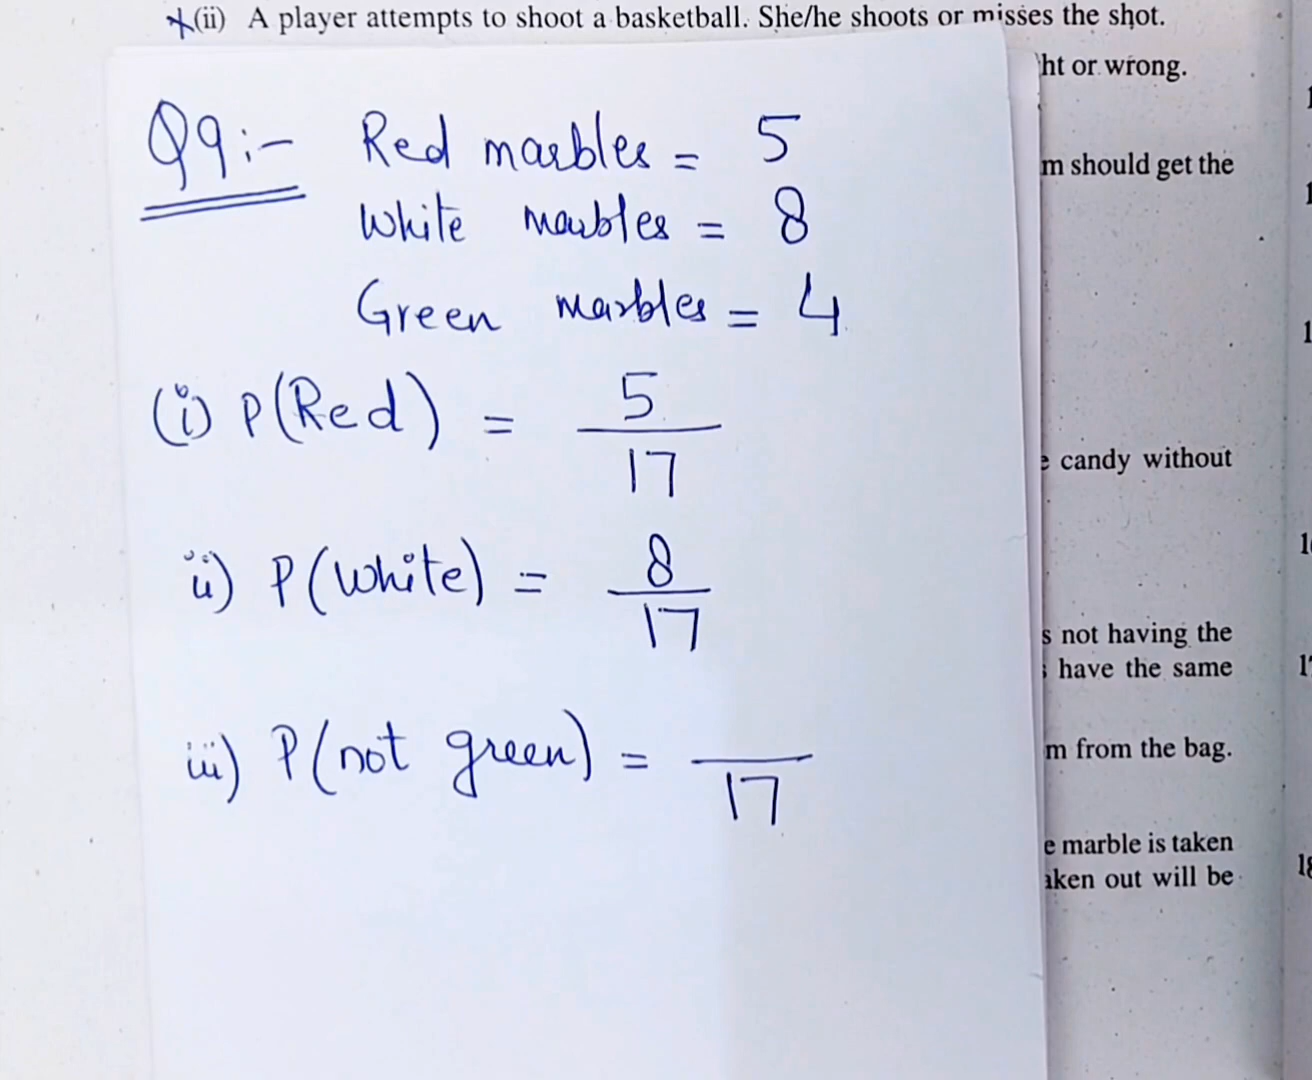 (ii) A player attempts to shoot a basketball. She/he shoots or misses the shot.
ht or wrong.
m should get the
candy without
s not having the
have the same
m from the bag.
e marble is taken
aken out will be
Q9:- Red marbles = 5
White marbles = 8
Green marbles = 4
(i) P(Red) = 5/17
ii) P(white) = 8/17
iii) P(not green) = /17